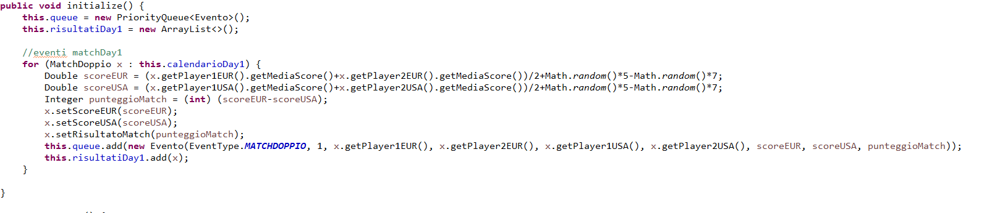 public void initialize() {
    this.queue = new PriorityQueue<Evento>();
    this.risultatiDay1 = new ArrayList<>();

    //eventi matchDay1
    for (MatchDoppio x : this.calendarioDay1) {
        Double scoreEUR = (x.getPlayer1EUR().getMediaScore()+x.getPlayer2EUR().getMediaScore())/2+Math.random()*5-Math.random()*7;
        Double scoreUSA = (x.getPlayer1USA().getMediaScore()+x.getPlayer2USA().getMediaScore())/2+Math.random()*5-Math.random()*7;
        Integer punteggioMatch = (int) (scoreEUR-scoreUSA);
        x.setScoreEUR(scoreEUR);
        x.setScoreUSA(scoreUSA);
        x.setRisultatoMatch(punteggioMatch);
        this.queue.add(new Evento(EventType.MATCHDOPPIO, 1, x.getPlayer1EUR(), x.getPlayer2EUR(), x.getPlayer1USA(), x.getPlayer2USA(), scoreEUR, scoreUSA, punteggioMatch));
        this.risultatiDay1.add(x);
    }

}